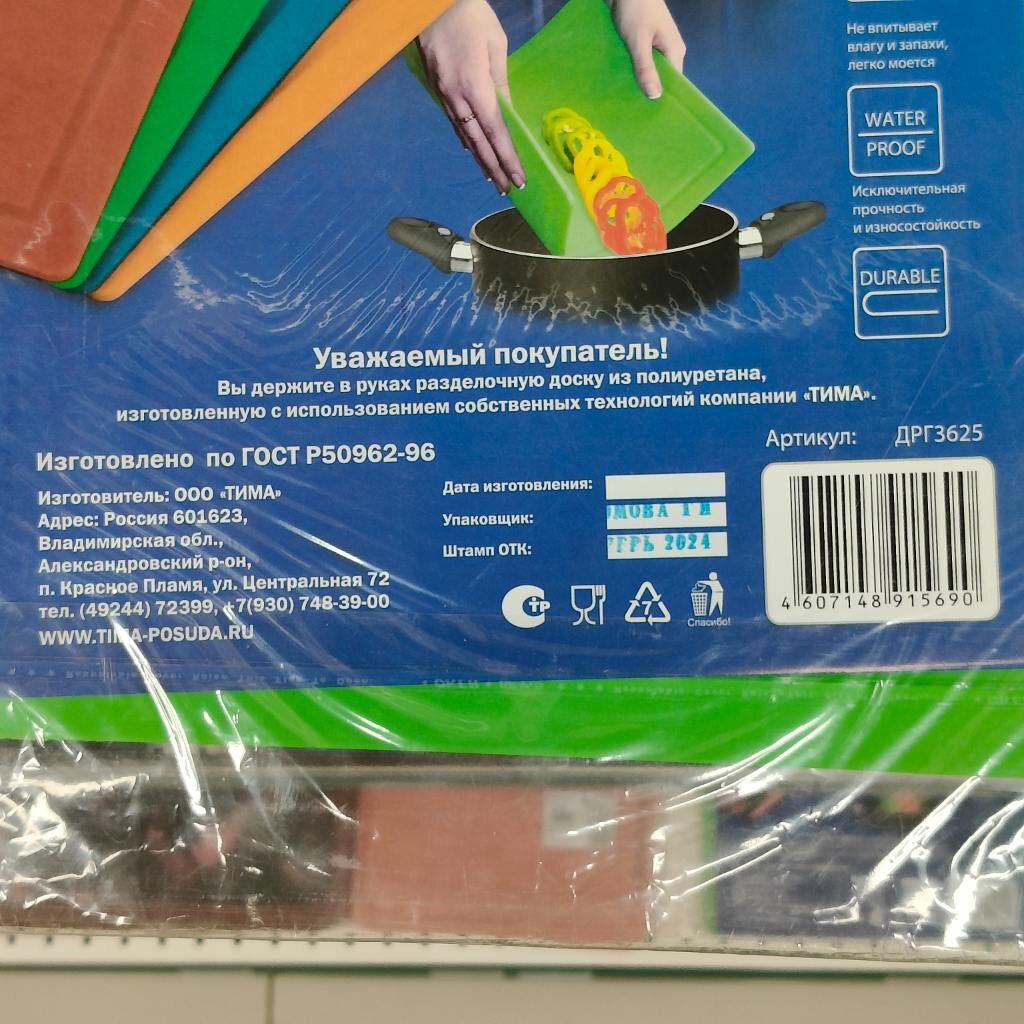 Не впитывает
влагу и запахи,
легко моется
WATER
PROOF
Исключительная
прочность
и износостойкость
DURABLE
Уважаемый покупатель!
Вы держите в руках разделочную доску из полиуретана,
изготовленную с использованием собственных технологий компании «ТИМА».
Артикул: ДРГ3625
Изготовлено по ГОСТ Р50962-96
Изготовитель: ООО «ТИМА»
Адрес: Россия 601623,
Владимирская обл.,
Александровский р-он,
п. Красное Пламя, ул. Центральная 72
тел. (49244) 72399, +7(930) 748-39-00
WWW.TIMA-POSUDA.RU
Дата изготовления:
Упаковщик:
Штамп ОТК: 2024
СТР
7
Спасибо!
4 607148 915690